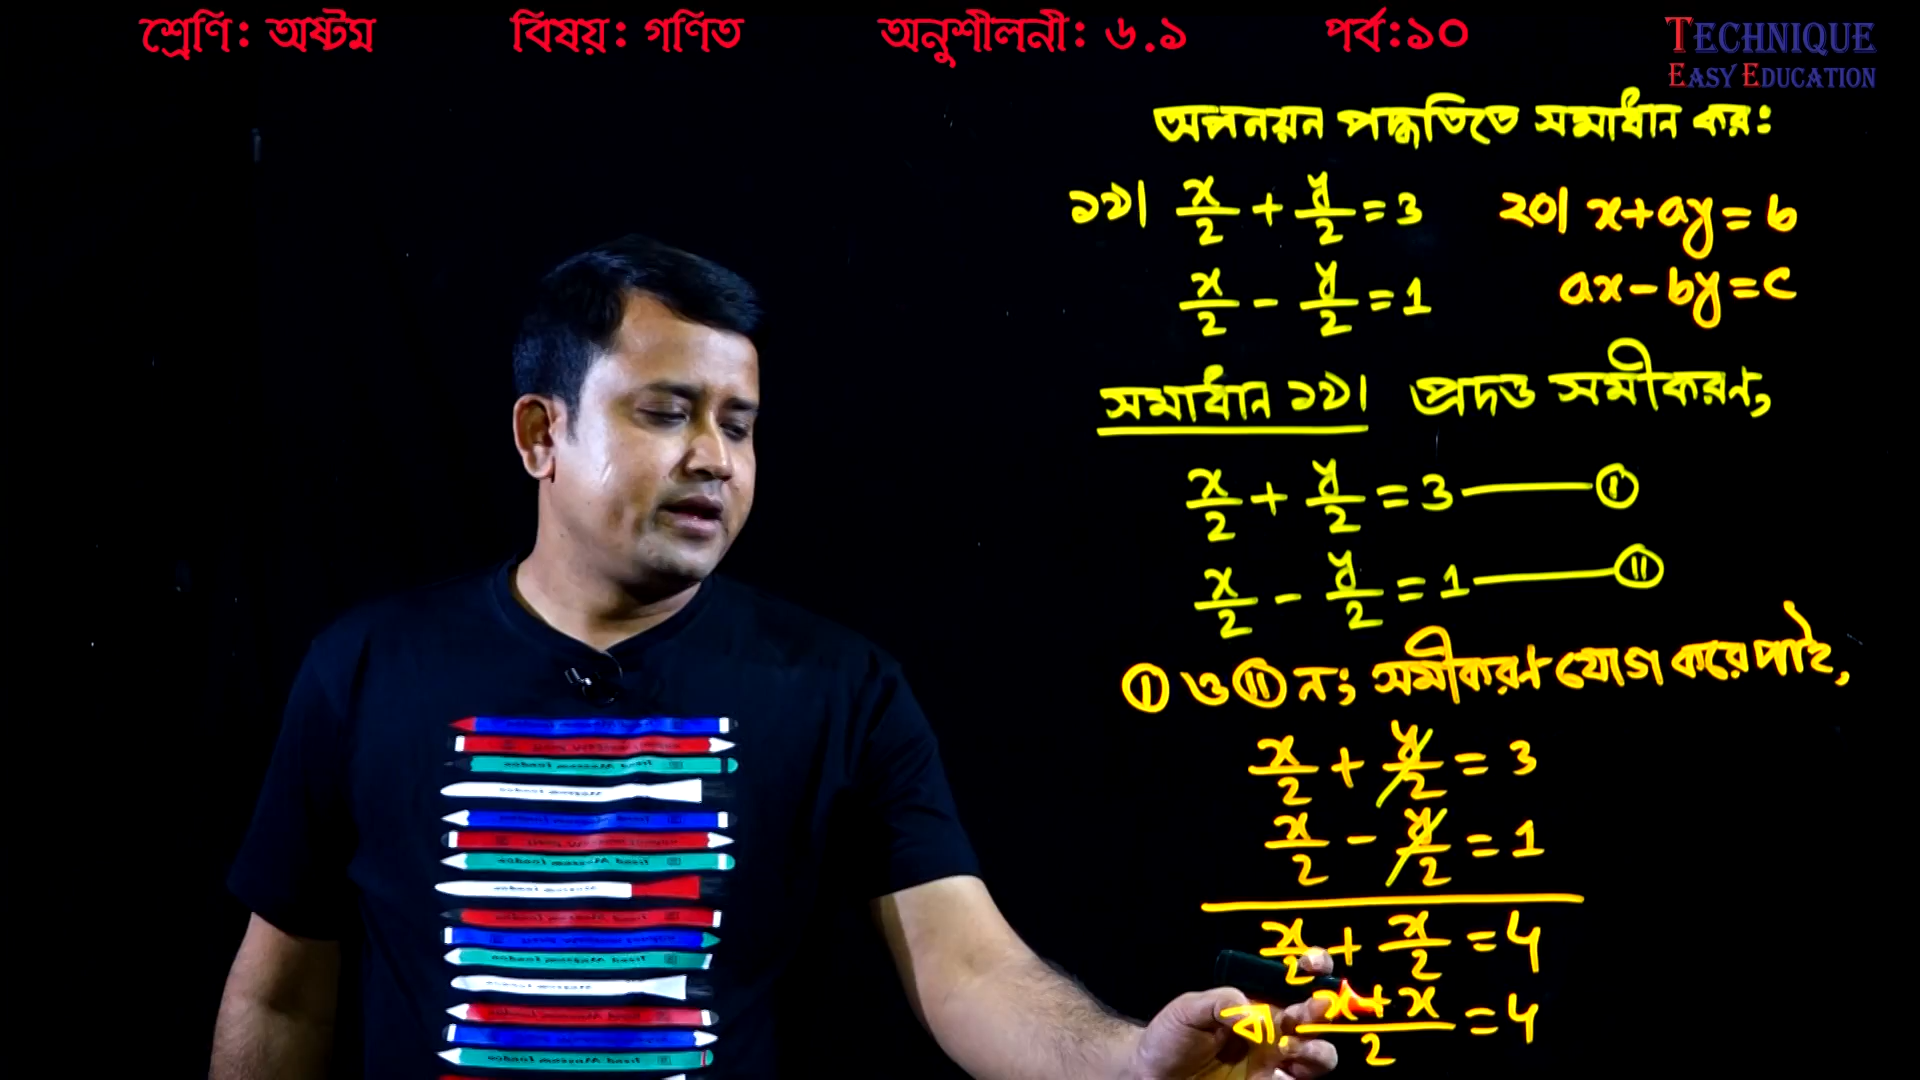 শ্রেণি: অষ্টম বিষয়: গণিত অনুশীলনী: ৬.১ পর্ব:১০
TECHNIQUE
EASY EDUCATION
অপনয়ন পদ্ধতিতে সমাধান কর:
১৯। x/2 + y/2 = 3 ২০। x+ay=b
x/2 - y/2 = 1 ax-by=c
সমাধান ১৯। প্রদত্ত সমীকরণ,
x/2 + y/2 = 3 — (i)
x/2 - y/2 = 1 — (ii)
(i) ও (ii) নং সমীকরণ যোগ করে পাই,
x/2 + y/2 = 3
x/2 - y/2 = 1
x/2 + x/2 = 4
বা, (x+x)/2 = 4